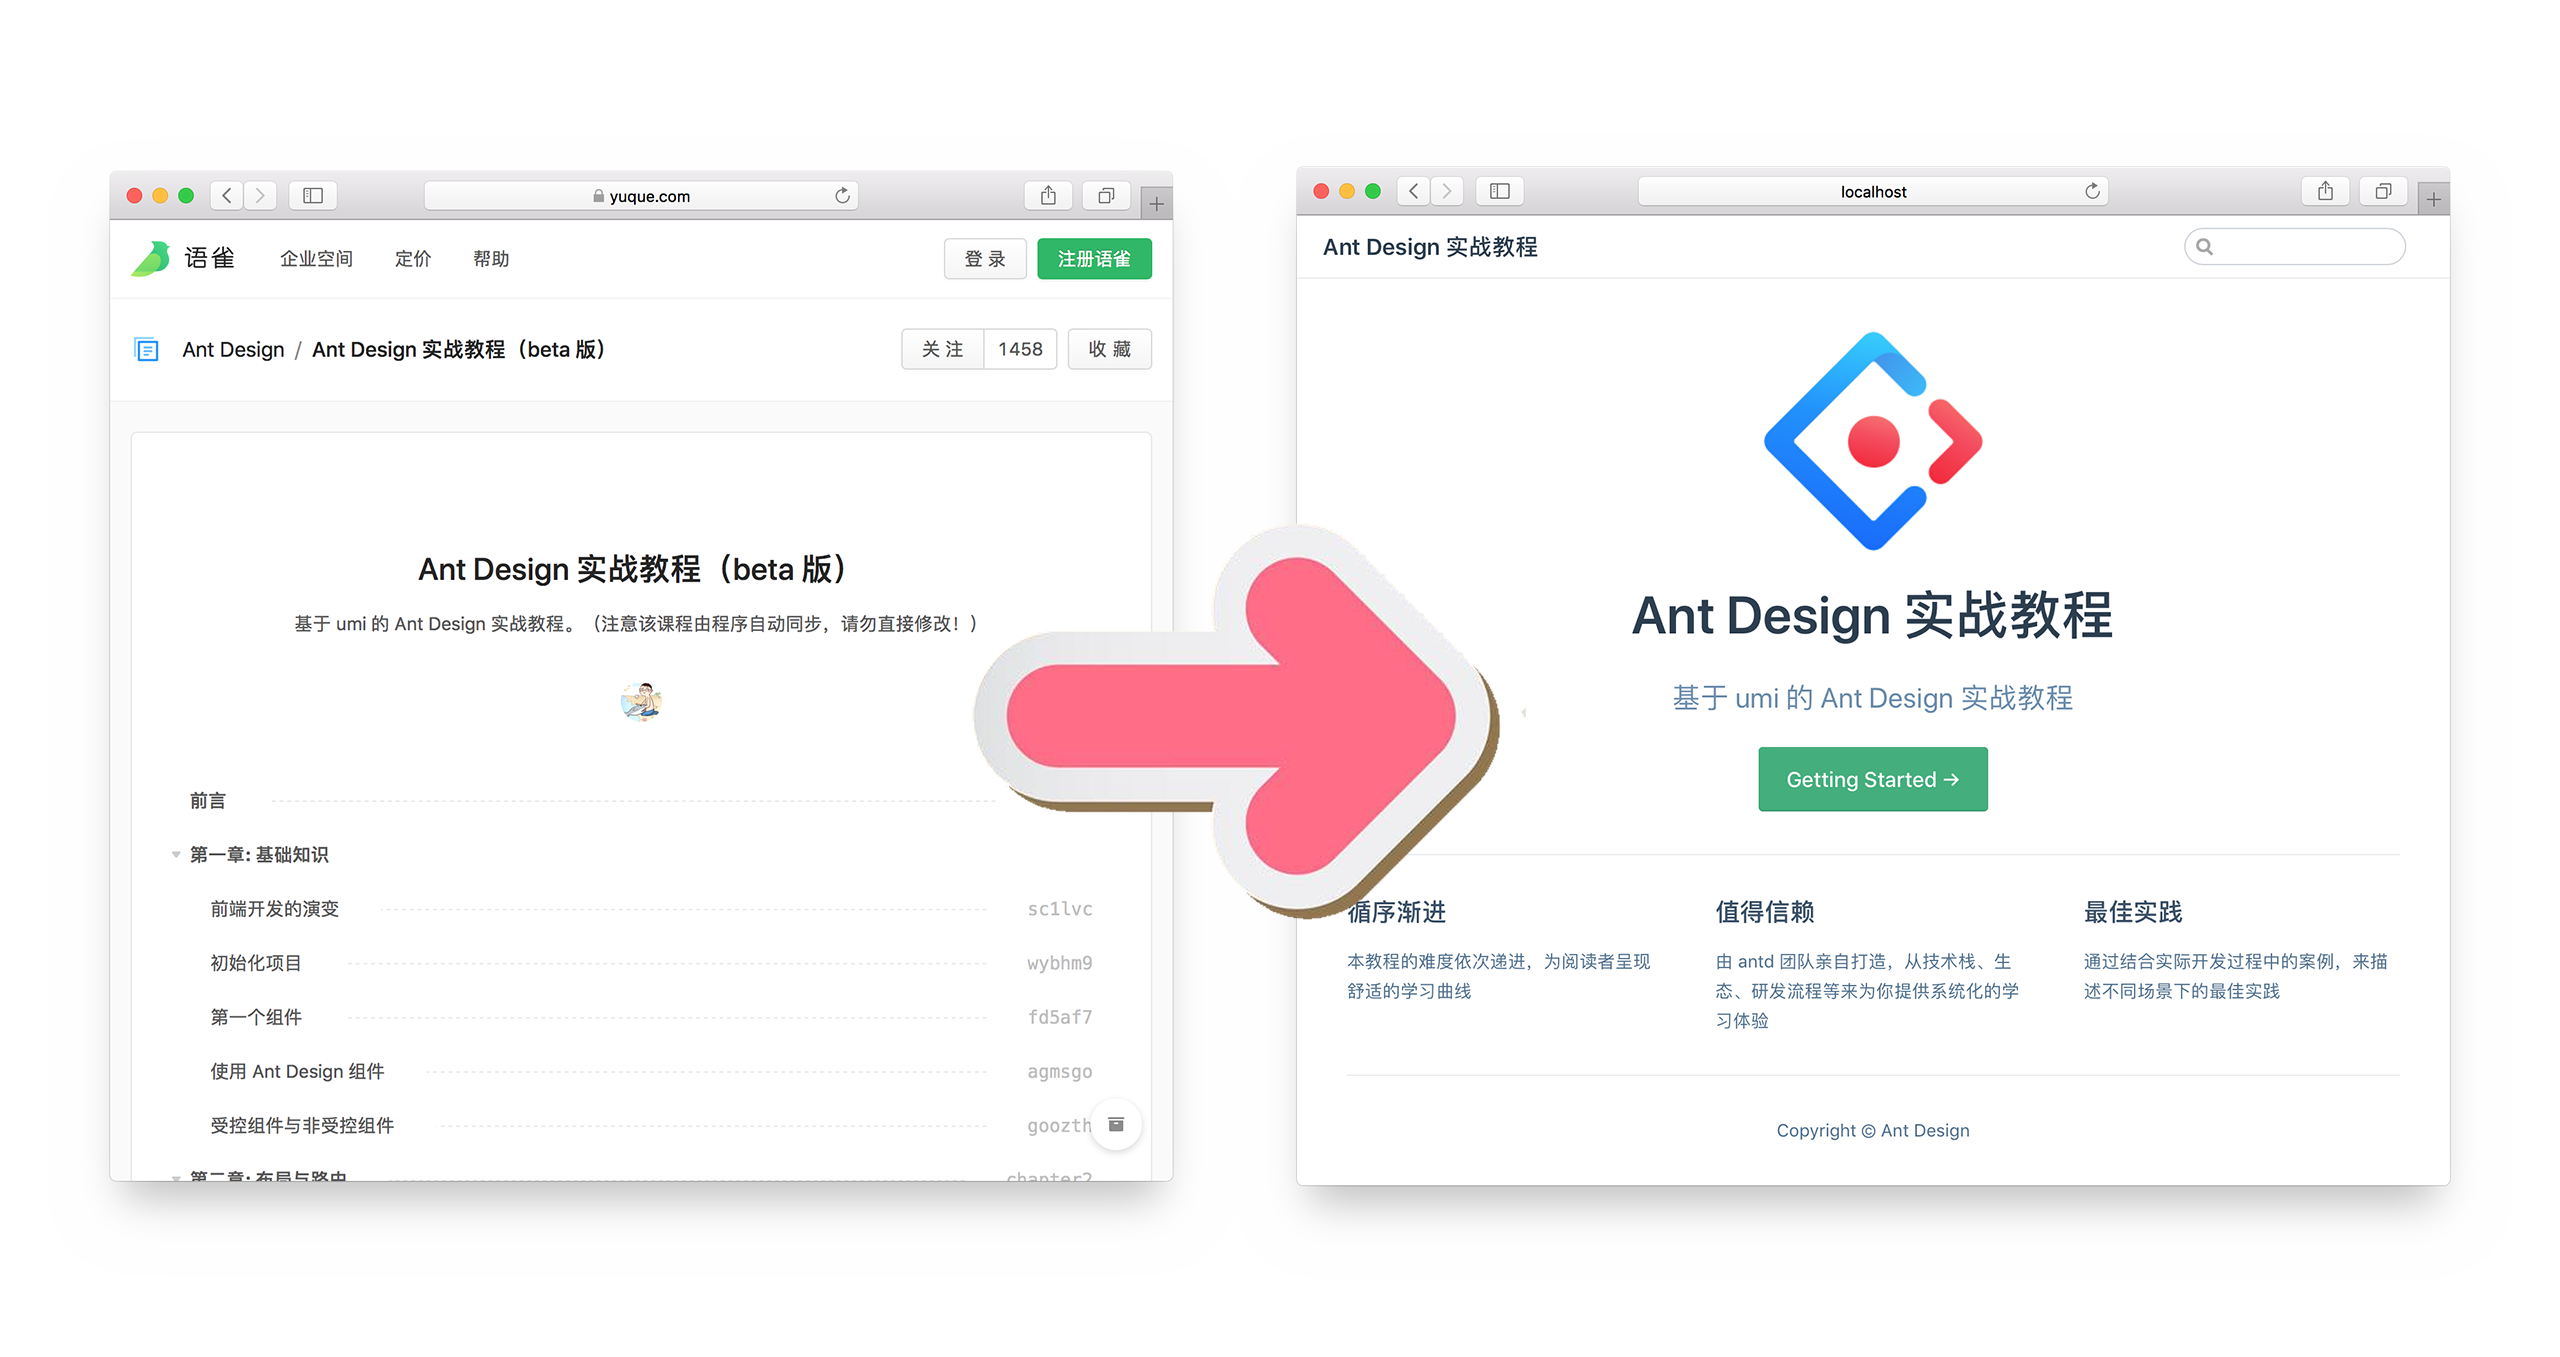 yuque.com
语雀
企业空间
定价
帮助
登 录
注册语雀
Ant Design / Ant Design 实战教程（beta 版）
关 注
1458
收 藏
Ant Design 实战教程（beta 版）
基于 umi 的 Ant Design 实战教程。（注意该课程由程序自动同步，请勿直接修改！）
前言
第一章: 基础知识
前端开发的演变 sc1lvc
初始化项目 wybhm9
第一个组件 fd5af7
使用 Ant Design 组件 agmsgo
受控组件与非受控组件 goozth
第二章: 布局与路由 chapter2
localhost
Ant Design 实战教程
Ant Design 实战教程
基于 umi 的 Ant Design 实战教程
Getting Started →
循序渐进
本教程的难度依次递进，为阅读者呈现
舒适的学习曲线
值得信赖
由 antd 团队亲自打造，从技术栈、生
态、研发流程等来为你提供系统化的学
习体验
最佳实践
通过结合实际开发过程中的案例，来描
述不同场景下的最佳实践
Copyright © Ant Design